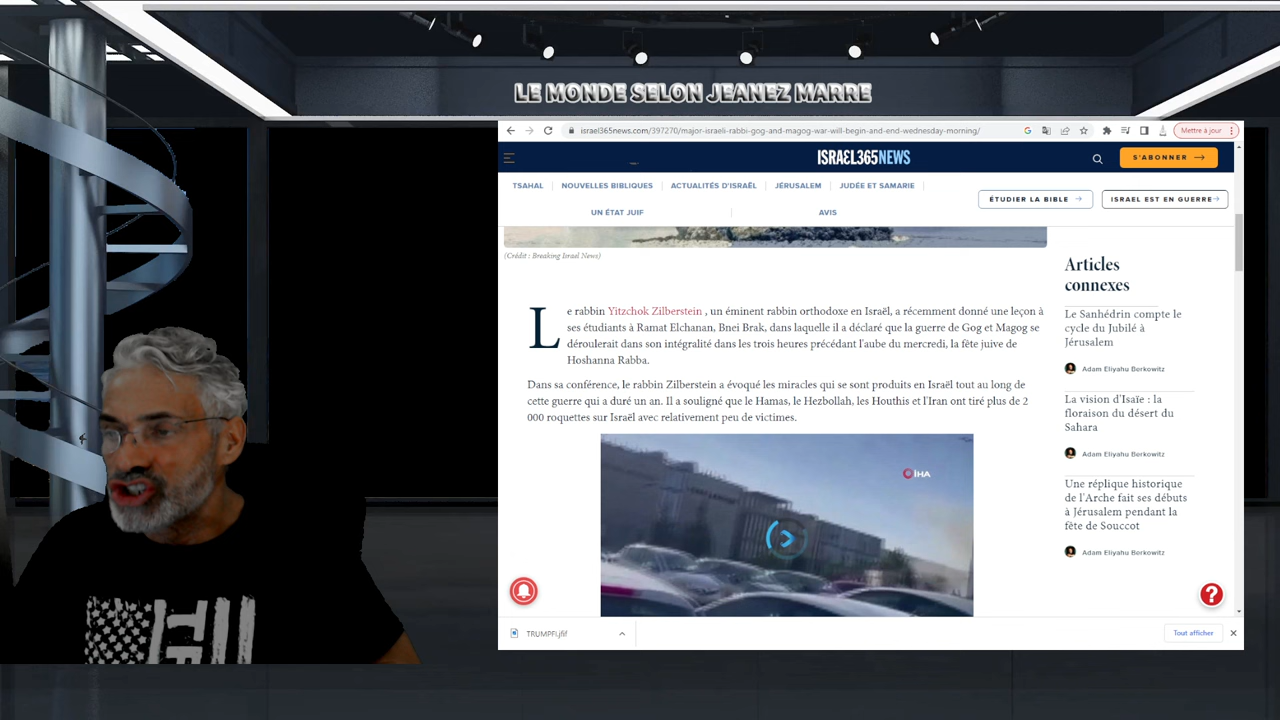 LE MONDE SELON JEANEZ MARRE
israel365news.com/397270/major-israeli-rabbi-gog-and-magog-war-will-begin-and-end-wednesday-morning/
Mettre à jour
ISRAEL365NEWS
S'ABONNER
TSAHAL
NOUVELLES BIBLIQUES
ACTUALITÉS D'ISRAËL
JÉRUSALEM
JUDÉE ET SAMARIE
UN ÉTAT JUIF
AVIS
ÉTUDIER LA BIBLE
ISRAEL EST EN GUERRE
(Crédit : Breaking Israel News)
Le rabbin Yitzchok Zilberstein , un éminent rabbin orthodoxe en Israël, a récemment donné une leçon à
ses étudiants à Ramat Elchanan, Bnei Brak, dans laquelle il a déclaré que la guerre de Gog et Magog se
déroulerait dans son intégralité dans les trois heures précédant l'aube du mercredi, la fête juive de
Hoshanna Rabba.
Dans sa conférence, le rabbin Zilberstein a évoqué les miracles qui se sont produits en Israël tout au long de
cette guerre qui a duré un an. Il a souligné que le Hamas, le Hezbollah, les Houthis et l'Iran ont tiré plus de 2
000 roquettes sur Israël avec relativement peu de victimes.
İHA
Articles
connexes
Le Sanhédrin compte le
cycle du Jubilé à
Jérusalem
Adam Eliyahu Berkowitz
La vision d'Isaïe : la
floraison du désert du
Sahara
Adam Eliyahu Berkowitz
Une réplique historique
de l'Arche fait ses débuts
à Jérusalem pendant la
fête de Souccot
Adam Eliyahu Berkowitz
?
TRUMPFI.jfif
Tout afficher